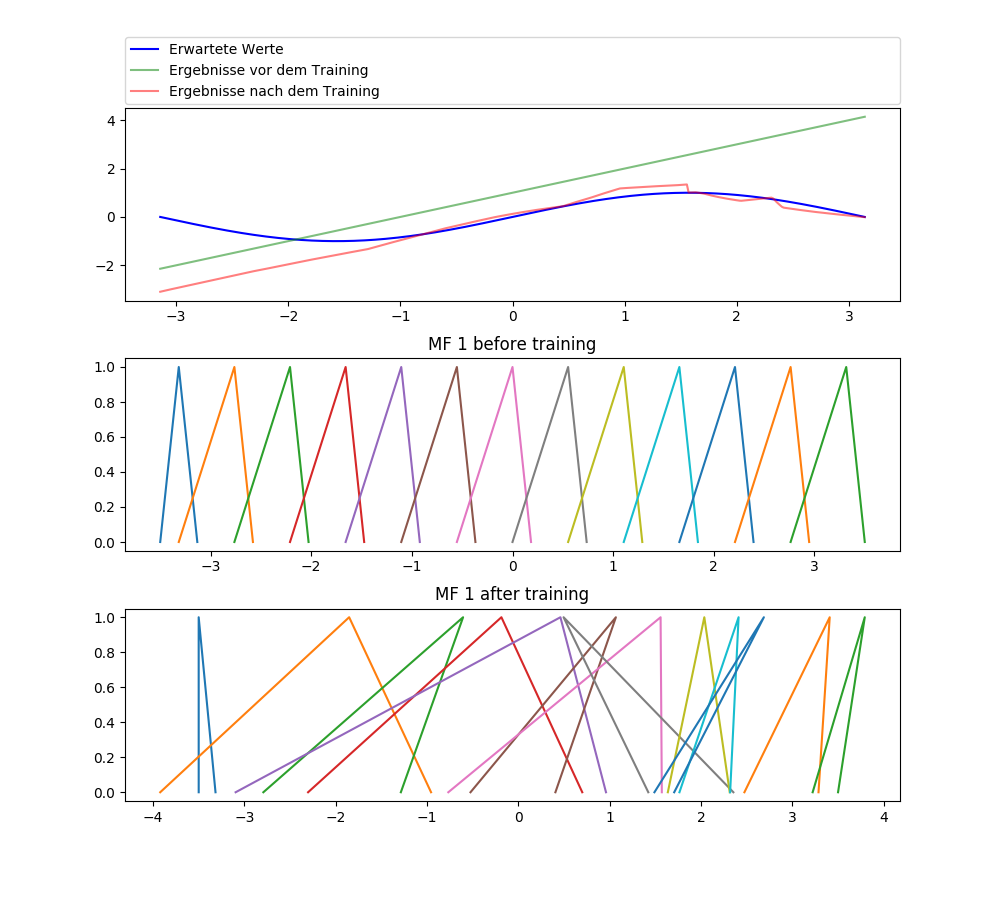 Erwartete Werte
Ergebnisse vor dem Training
Ergebnisse nach dem Training
4
2
0
−2
−3 −2 −1 0 1 2 3
MF 1 before training
1.0
0.8
0.6
0.4
0.2
0.0
−3 −2 −1 0 1 2 3
MF 1 after training
1.0
0.8
0.6
0.4
0.2
0.0
−4 −3 −2 −1 0 1 2 3 4